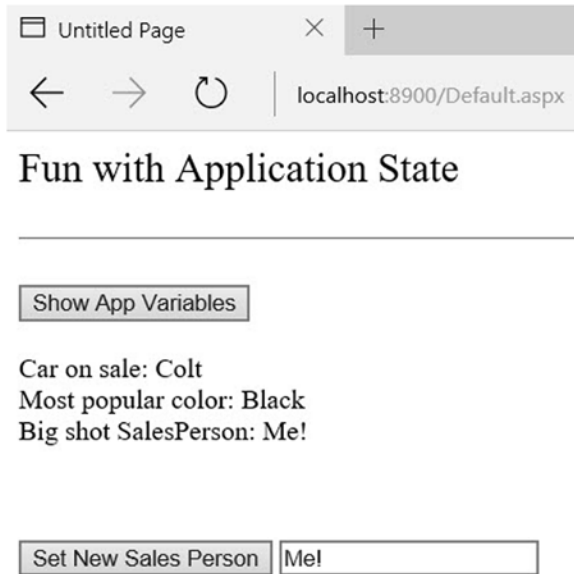 Untitled Page
localhost:8900/Default.aspx
Fun with Application State
Show App Variables
Car on sale: Colt
Most popular color: Black
Big shot SalesPerson: Me!
Set New Sales Person Me!